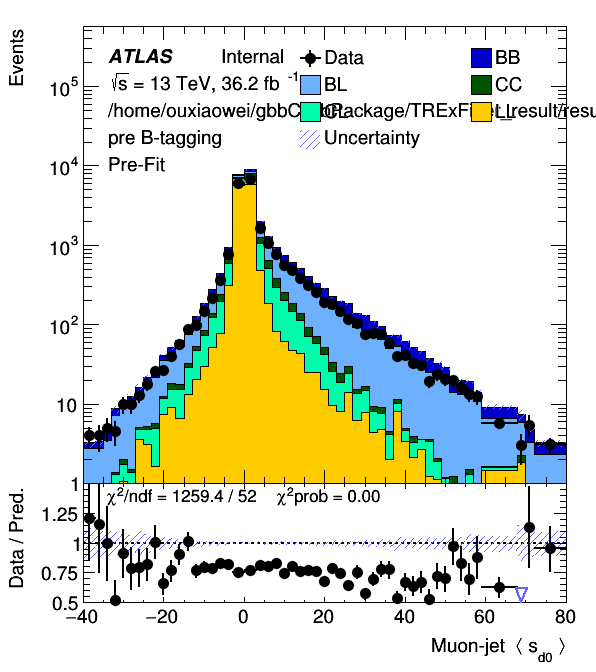 Events
ATLAS Internal
√s = 13 TeV, 36.2 fb⁻¹
pre B-tagging
Pre-Fit
Data
BB
BL
CC
CL
LL
Uncertainty
10⁵
10⁴
10³
10²
10
1
χ²/ndf = 1259.4 / 52 χ²prob = 0.00
Data / Pred.
1.25
1
0.75
0.5
−40 −20 0 20 40 60 80
Muon-jet ⟨ s_d0 ⟩